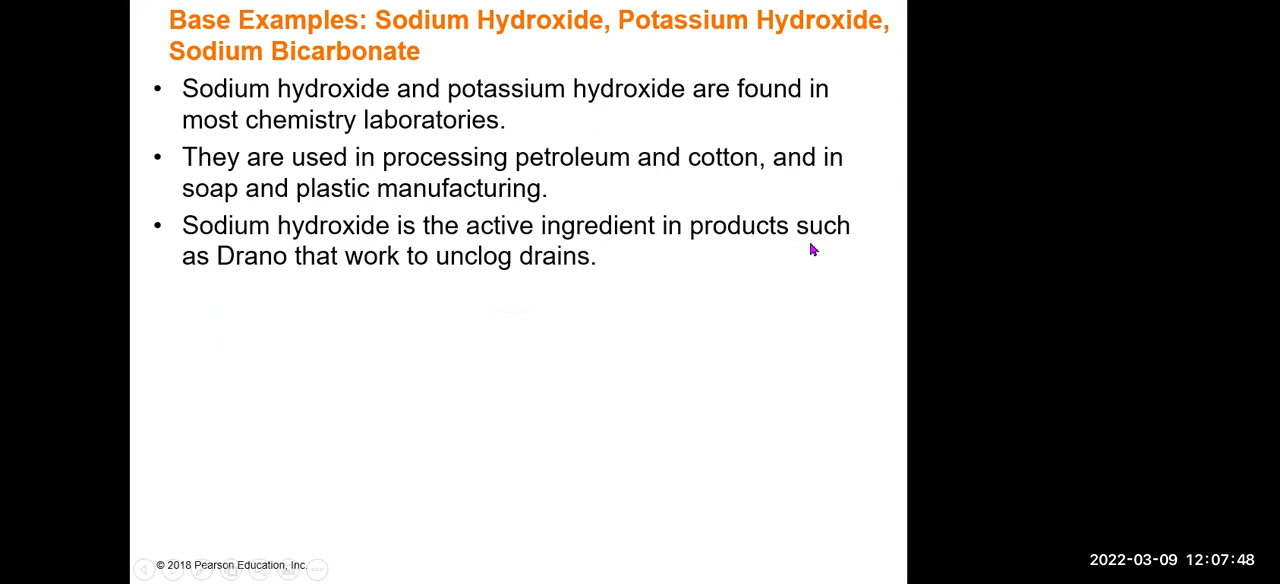 Base Examples: Sodium Hydroxide, Potassium Hydroxide,
Sodium Bicarbonate
• Sodium hydroxide and potassium hydroxide are found in
most chemistry laboratories.
• They are used in processing petroleum and cotton, and in
soap and plastic manufacturing.
• Sodium hydroxide is the active ingredient in products such
as Drano that work to unclog drains.
© 2018 Pearson Education, Inc.
2022-03-09 12:07:48